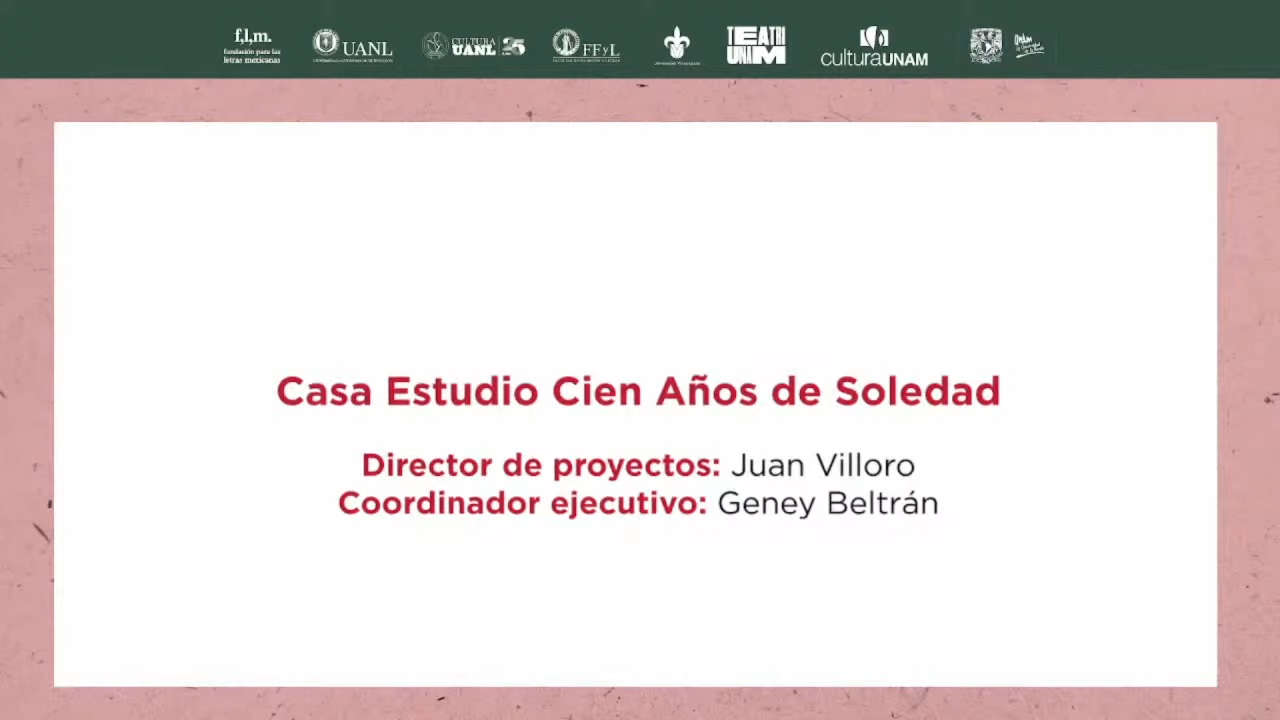 f,l,m.
fundación para las
letras mexicanas
UANL
CULTURA
UANL 25
FFyL
TEATRO
UNAM
culturaUNAM
Casa Estudio Cien Años de Soledad
Director de proyectos: Juan Villoro
Coordinador ejecutivo: Geney Beltrán